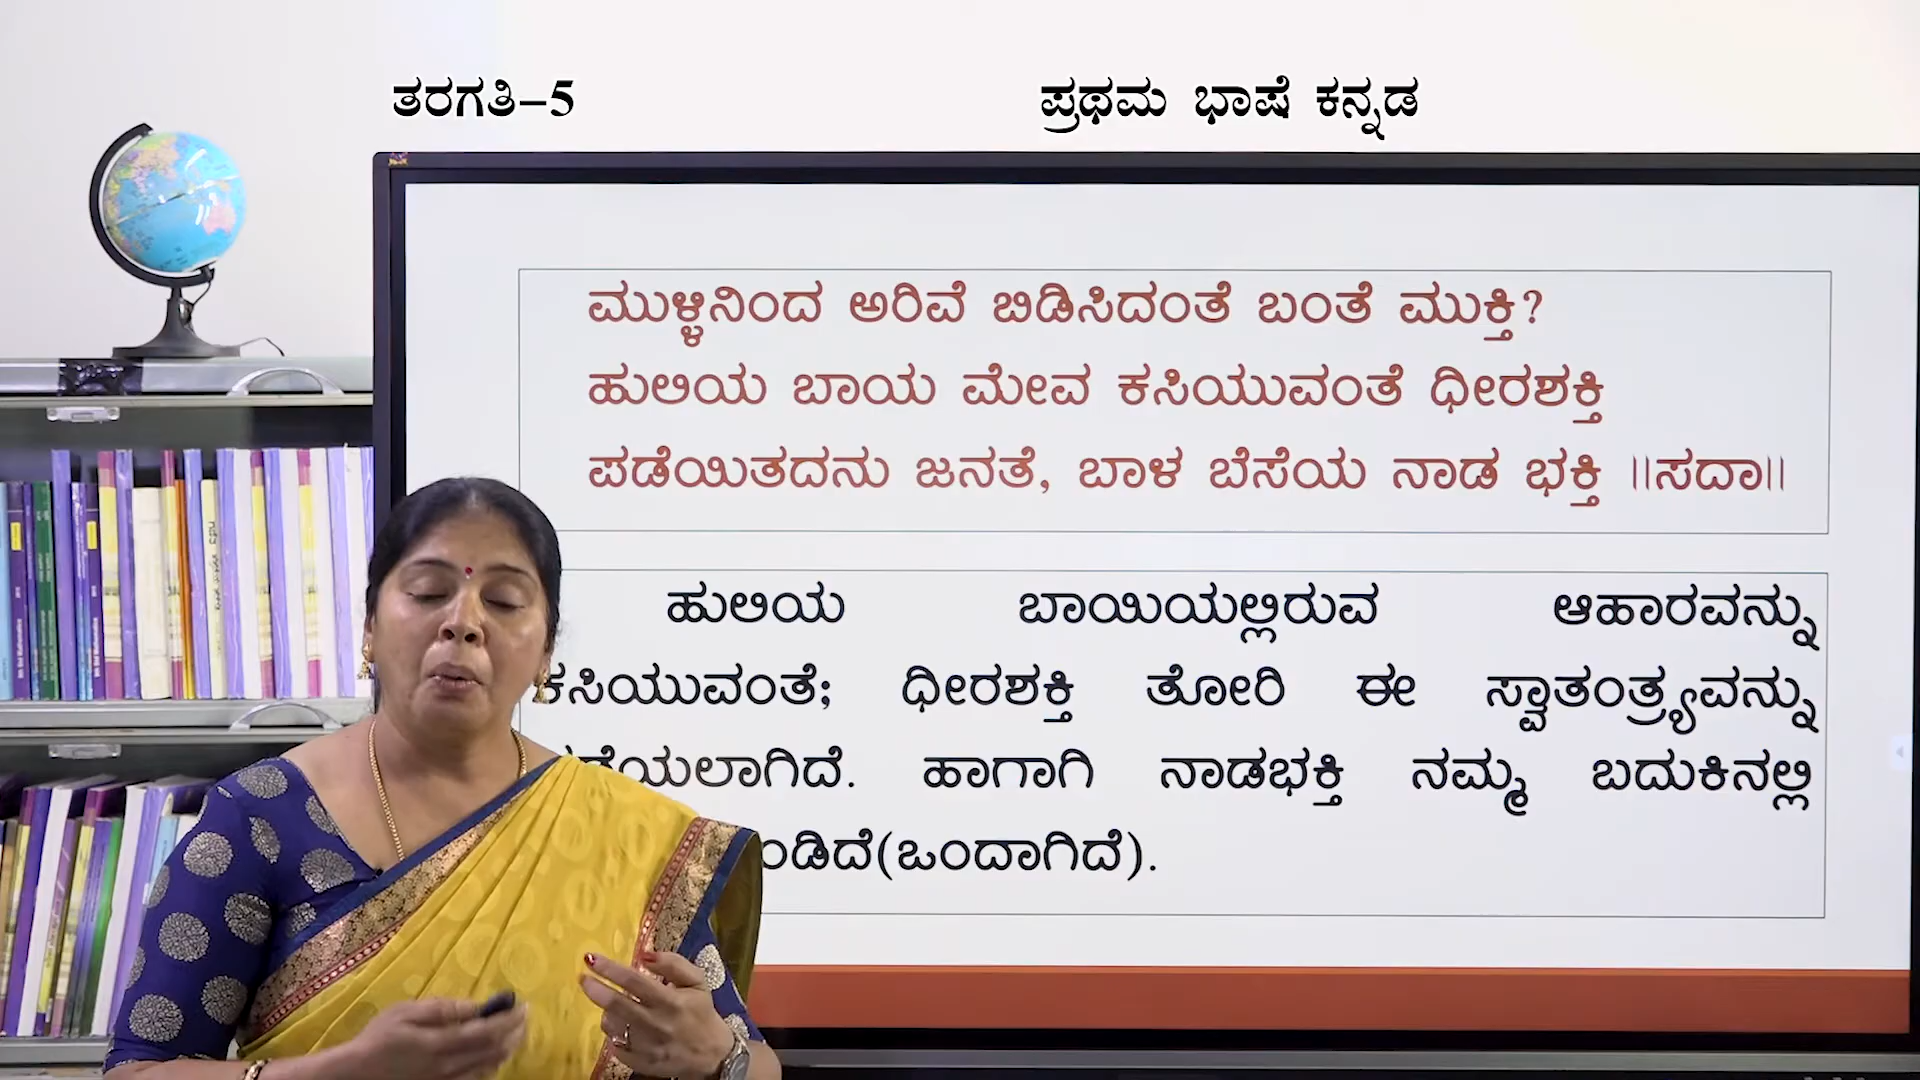 ತರಗತಿ-5
ಪ್ರಥಮ ಭಾಷೆ ಕನ್ನಡ
ಮುಳ್ಳಿನಿಂದ ಅರಿವೆ ಬಿಡಿಸಿದಂತೆ ಬಂತೆ ಮುಕ್ತಿ?
ಹುಲಿಯ ಬಾಯ ಮೇವ ಕಸಿಯುವಂತೆ ಧೀರಶಕ್ತಿ
ಪಡೆಯಿತದನು ಜನತೆ, ಬಾಳ ಬೆಸೆಯ ನಾಡ ಭಕ್ತಿ ||ಸದಾ||
ಹುಲಿಯ ಬಾಯಿಯಲ್ಲಿರುವ ಆಹಾರವನ್ನು
ಕಸಿಯುವಂತೆ; ಧೀರಶಕ್ತಿ ತೋರಿ ಈ ಸ್ವಾತಂತ್ರ್ಯವನ್ನು
ಹಾಗಾಗಿ ನಾಡಭಕ್ತಿ ನಮ್ಮ ಬದುಕಿನಲ್ಲಿ
(ಒಂದಾಗಿದೆ).